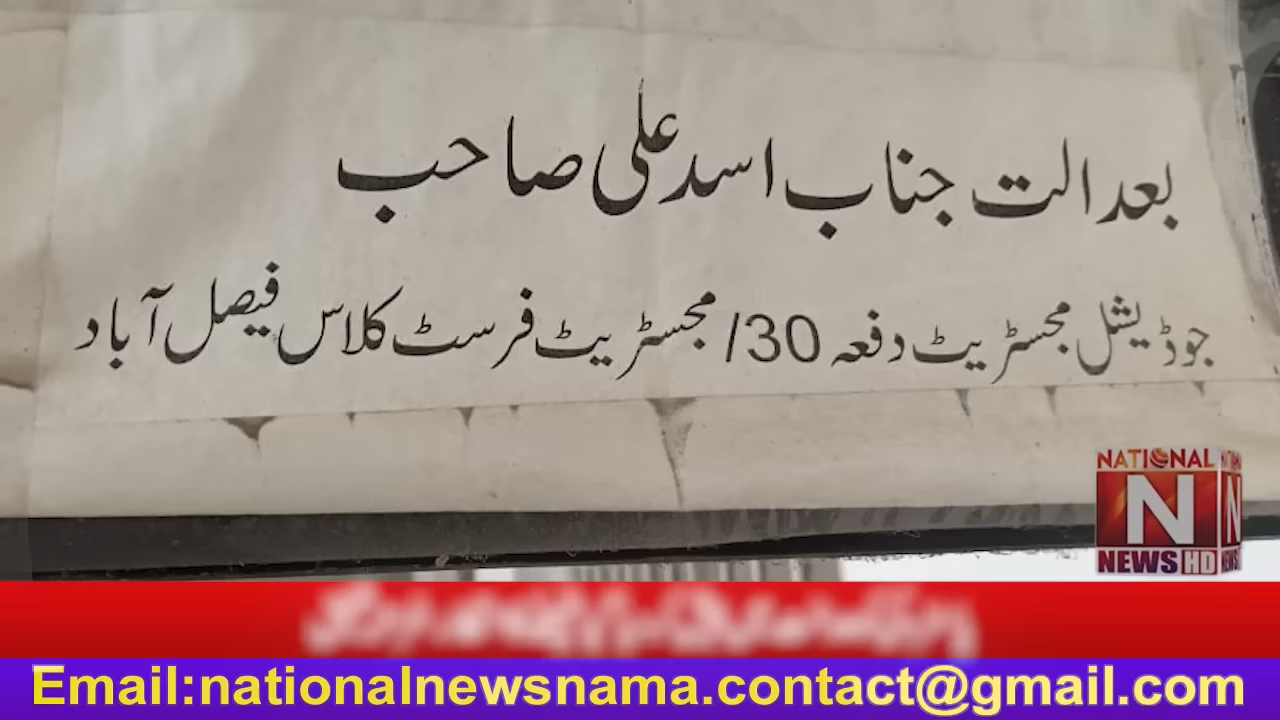 بعدالت جناب اسد علی صاحب
جوڈیشل مجسٹریٹ دفعہ 30/مجسٹریٹ فرسٹ کلاس فیصل آباد
NATIONAL
N
NEWS HD
Email:nationalnewsnama.contact@gmail.com